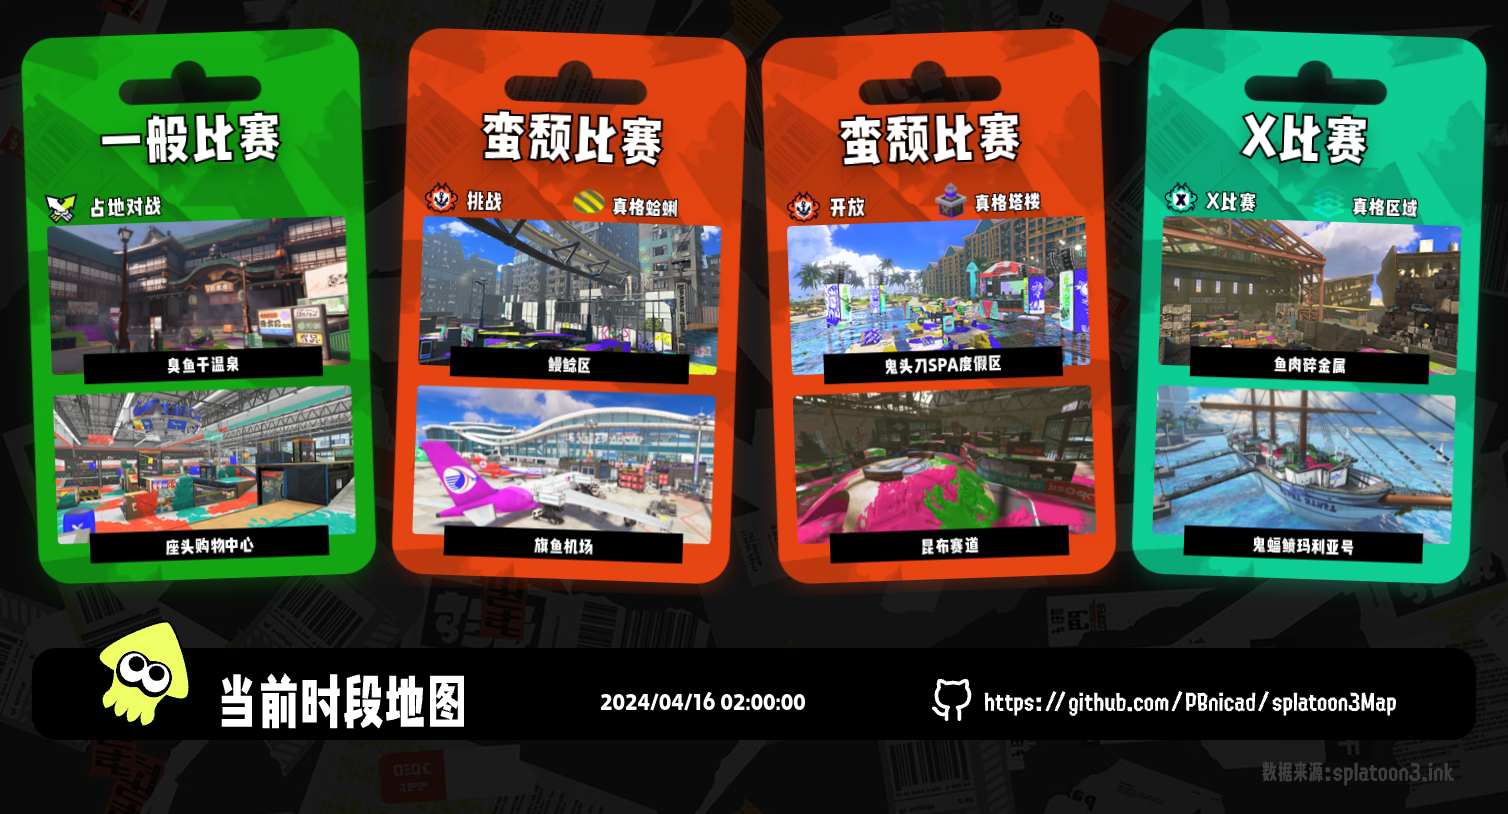 一般比赛
占地对战
臭鱼干温泉
座头购物中心
蛮颓比赛
挑战
真格蛤蜊
鳗鲶区
旗鱼机场
蛮颓比赛
开放
真格塔楼
鬼头刀SPA度假区
昆布赛道
X比赛
X比赛
真格区域
鱼肉碎金属
鬼蝠鲼玛利亚号
当前时段地图
2024/04/16 02:00:00
https://github.com/PBnicad/splatoon3Map
数据来源:splatoon3.ink